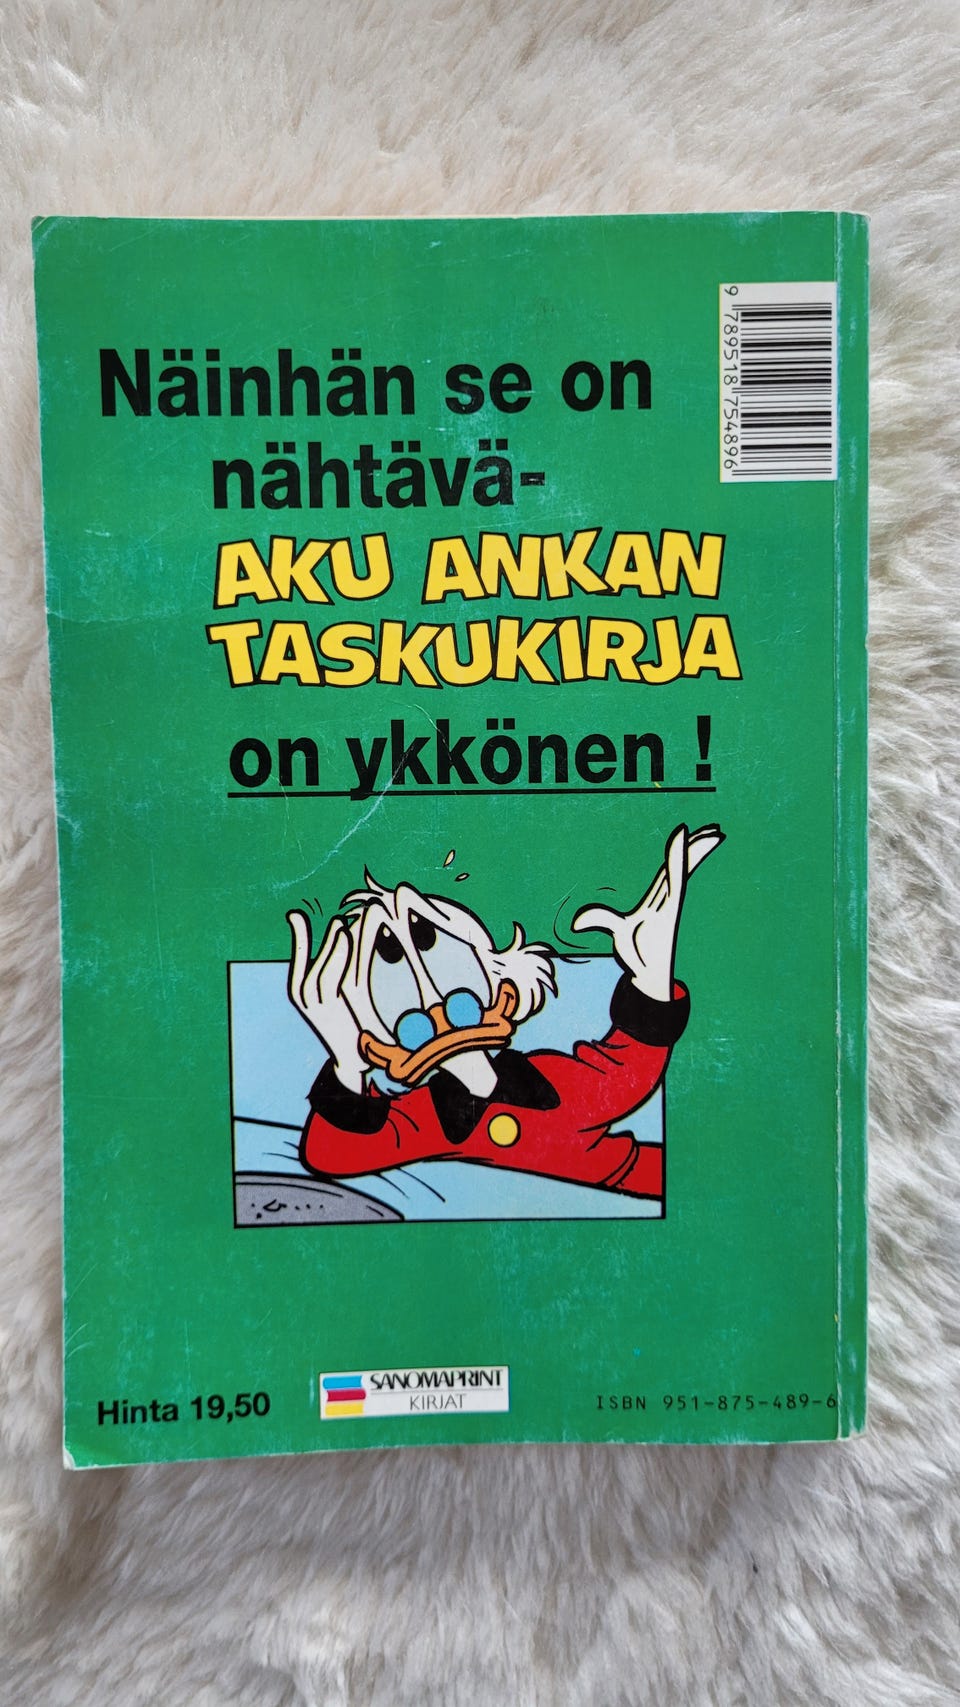 Näinhän se on
nähtävä-
AKU ANKAN
TASKUKIRJA
on ykkönen !
9 789518 754896
Hinta 19,50
SANOMAPRINT
KIRJAT
ISBN 951-875-489-6